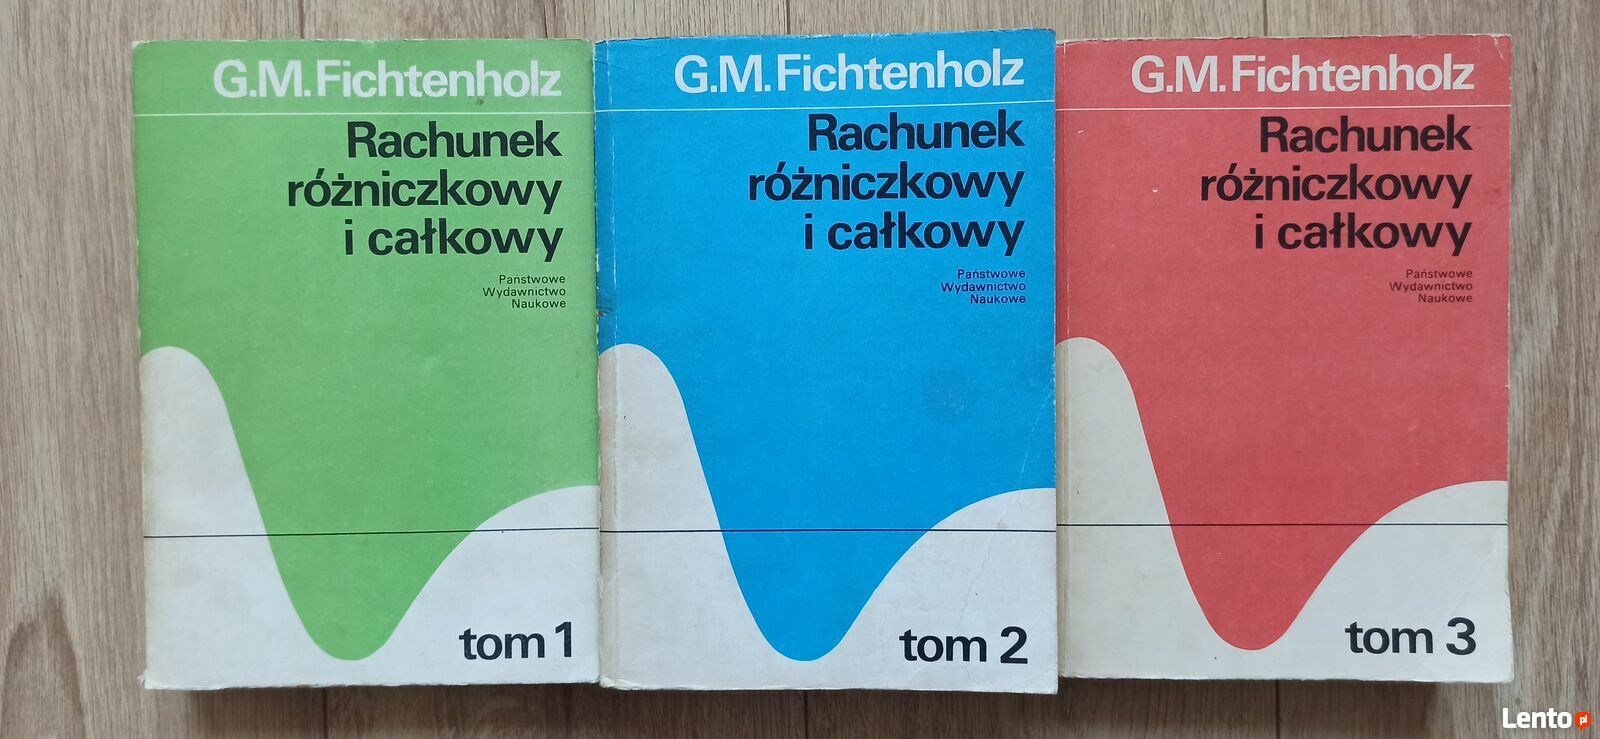 G.M.Fichtenholz
Rachunek
różniczkowy
i całkowy
Państwowe
Wydawnictwo
Naukowe
tom 1
G.M.Fichtenholz
Rachunek
różniczkowy
i całkowy
Państwowe
Wydawnictwo
Naukowe
tom 2
G.M.Fichtenholz
Rachunek
różniczkowy
i całkowy
Państwowe
Wydawnictwo
Naukowe
tom 3
Lento pl